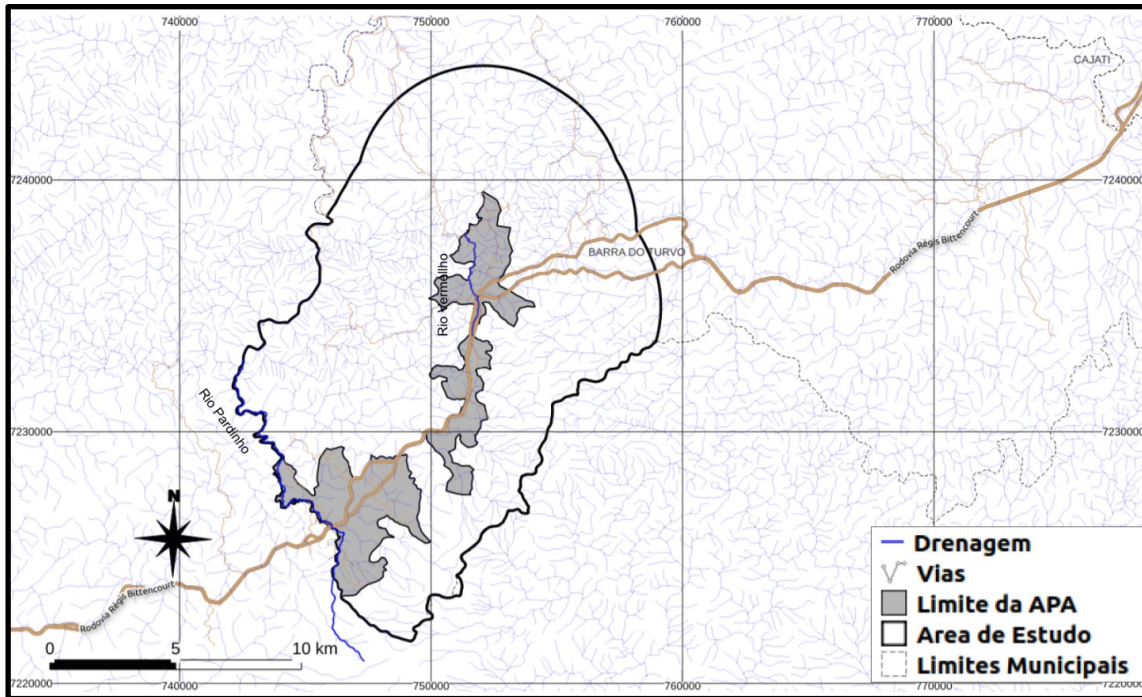 740000
750000
760000
770000
CAJATI
7240000
7240000
Rodovia Régis Bittencourt
BARRA DO TURVO
Rio Vermellho
Rio Pardinho
7230000
7230000
N
Rodovia Régis Bittencourt
Drenagem
Vias
Limite da APA
Area de Estudo
Limites Municipais
0 5 10 km
7220000
7220000
740000
750000
760000
770000